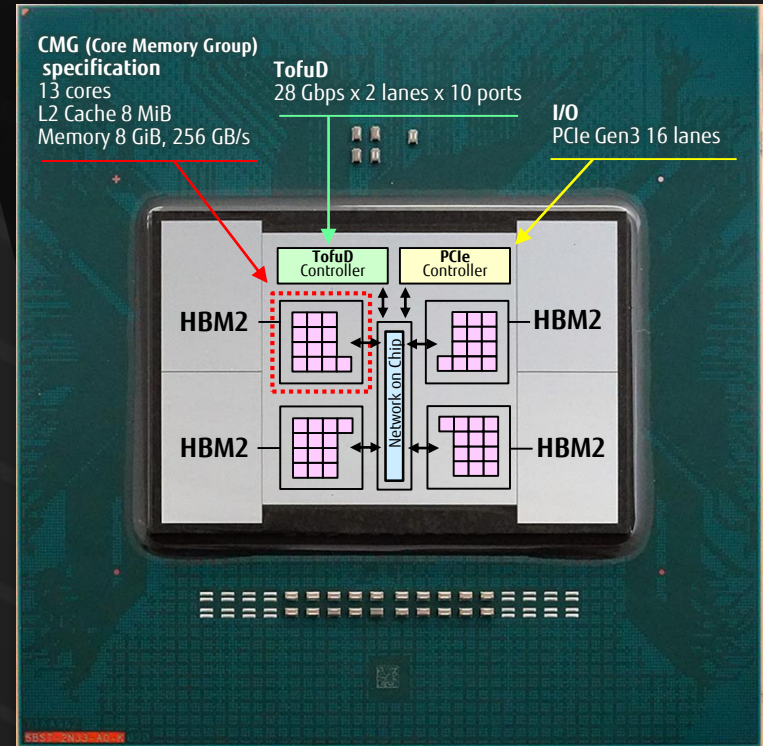 CMG (Core Memory Group)
specification
13 cores
L2 Cache 8 MiB
Memory 8 GiB, 256 GB/s
TofuD
28 Gbps x 2 lanes x 10 ports
I/O
PCIe Gen3 16 lanes
TofuD
Controller
PCIe
Controller
HBM2
HBM2
Network on Chip
HBM2
HBM2